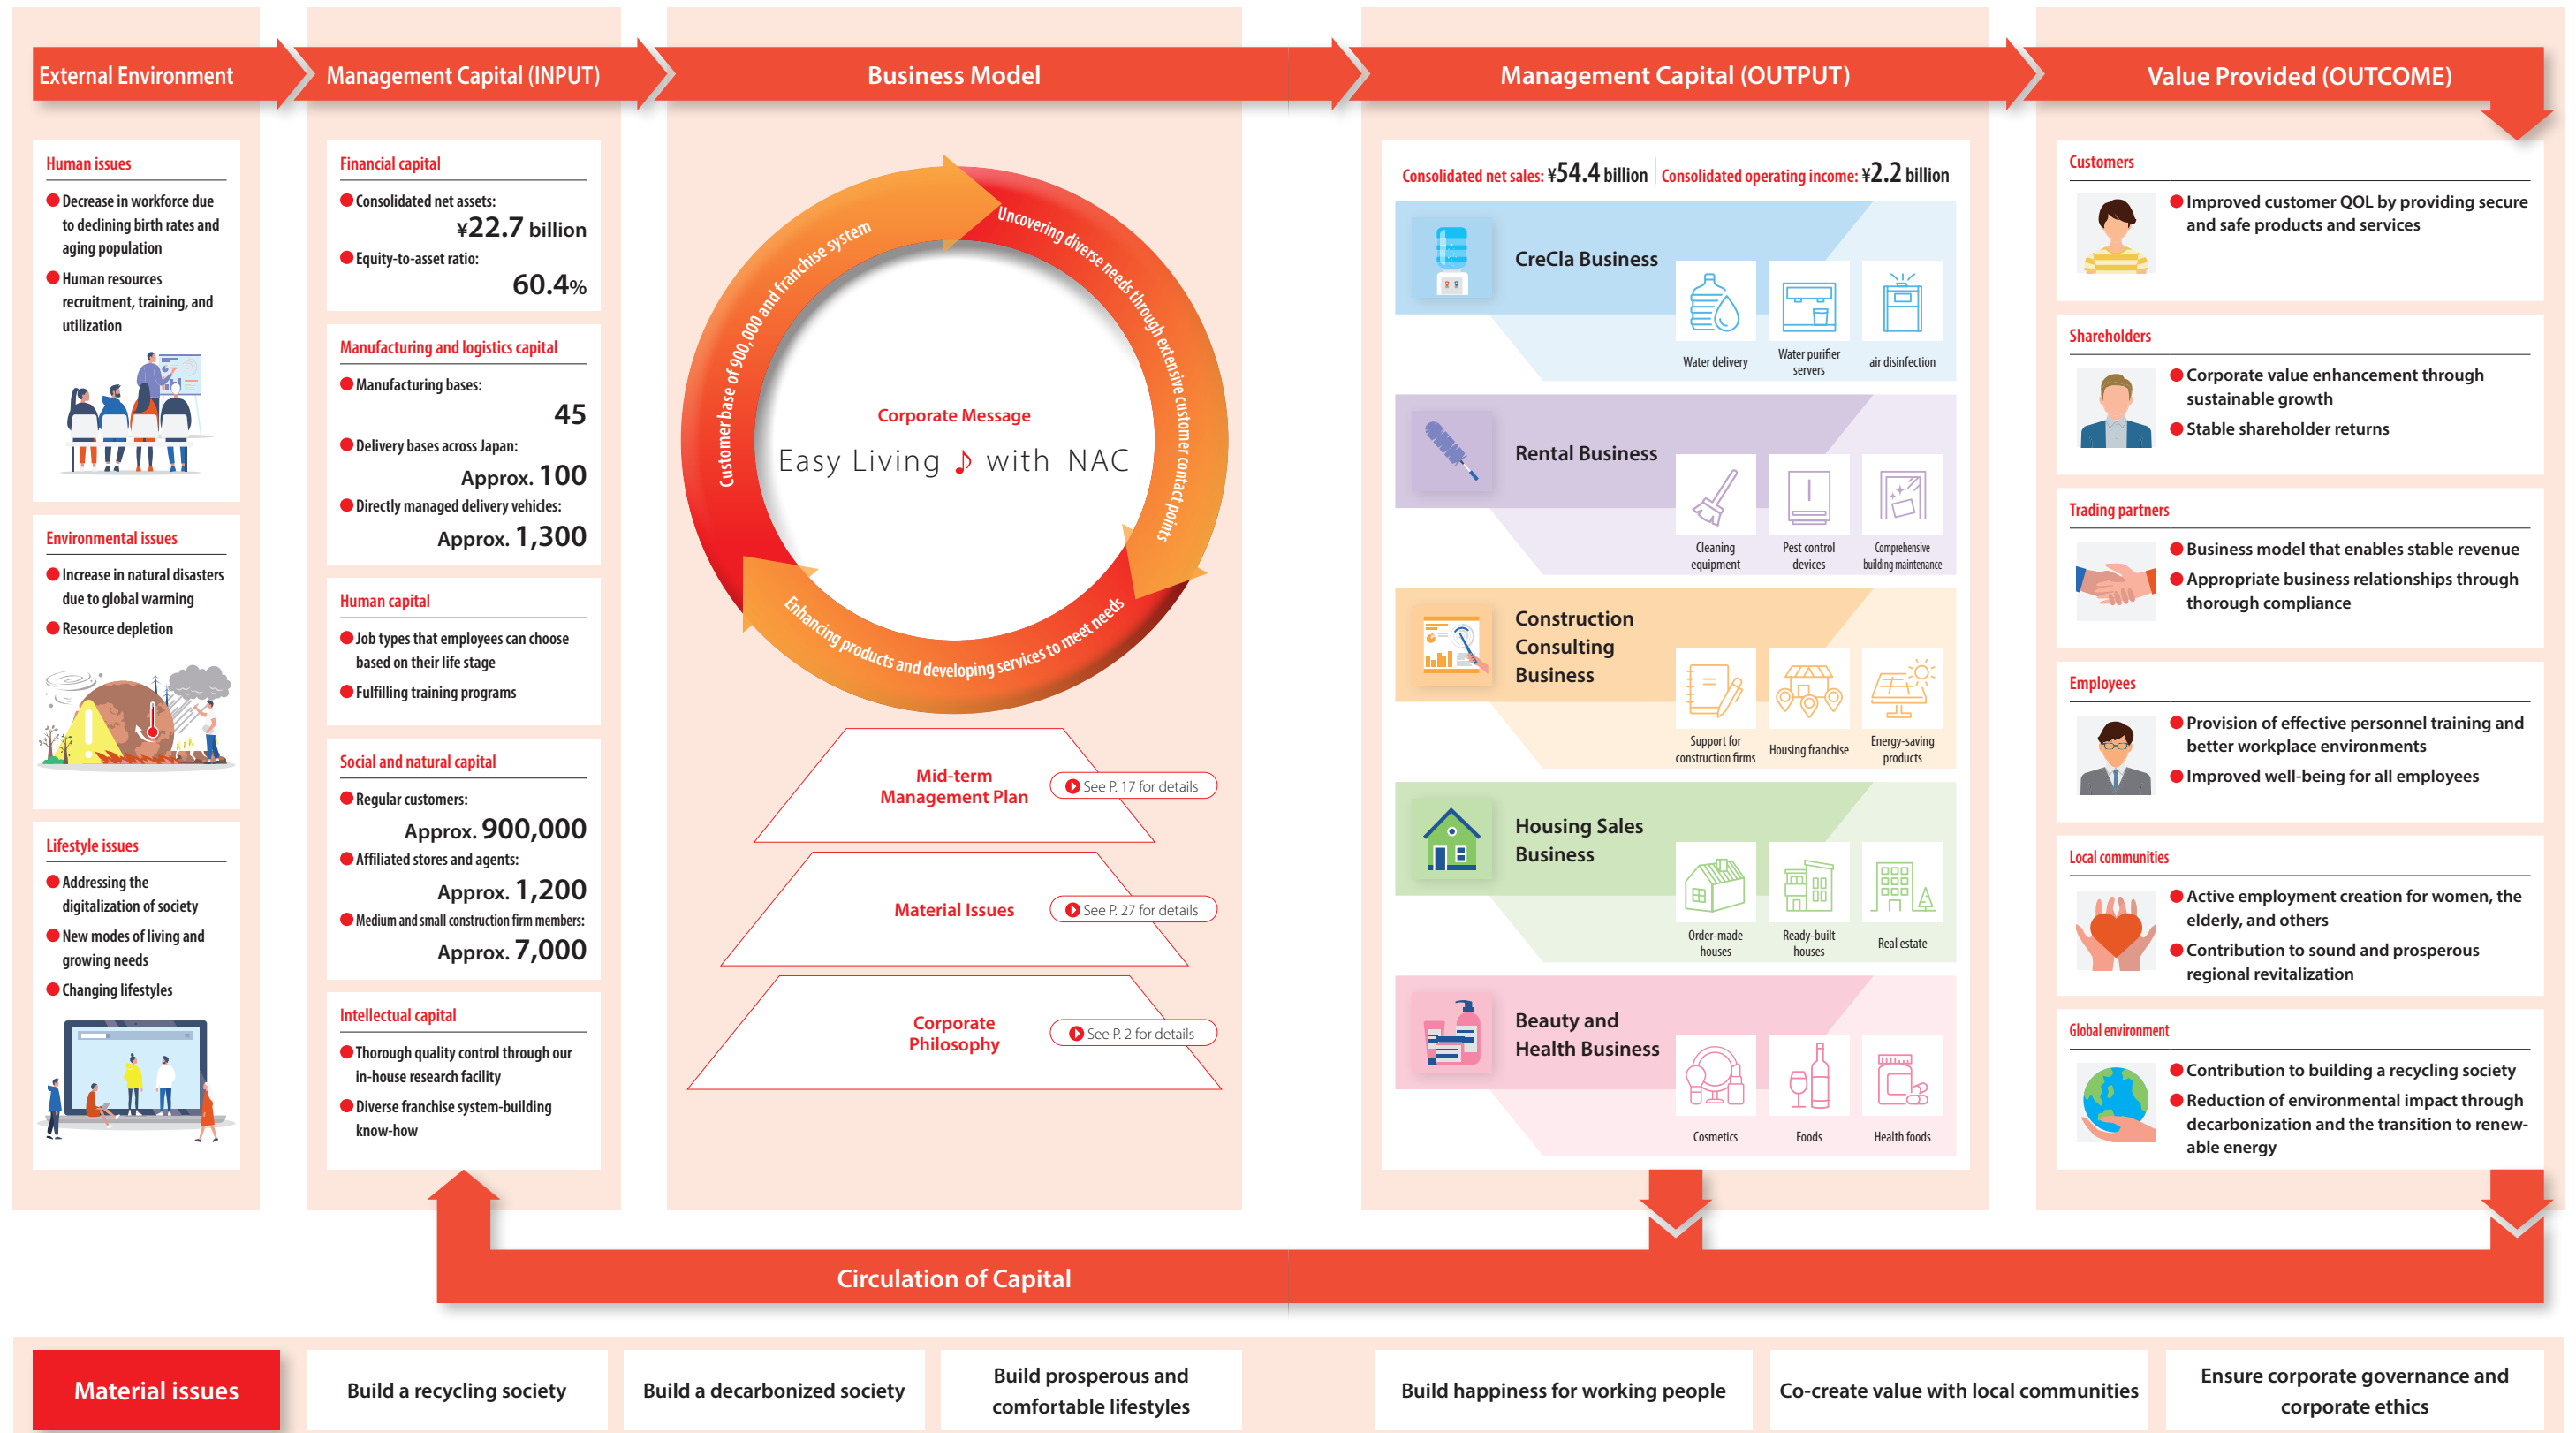 External Environment
Management Capital (INPUT)
Business Model
Management Capital (OUTPUT)
Value Provided (OUTCOME)
Human issues
Decrease in workforce due
to declining birth rates and
aging population
Human resources
recruitment, training, and
utilization
Environmental issues
Increase in natural disasters
due to global warming
Resource depletion
Lifestyle issues
Addressing the
digitalization of society
New modes of living and
growing needs
Changing lifestyles
Financial capital
Consolidated net assets:
¥22.7 billion
Equity-to-asset ratio:
60.4%
Manufacturing and logistics capital
Manufacturing bases:
45
Delivery bases across Japan:
Approx. 100
Directly managed delivery vehicles:
Approx. 1,300
Human capital
Job types that employees can choose
based on their life stage
Fulfilling training programs
Social and natural capital
Regular customers:
Approx. 900,000
Affiliated stores and agents:
Approx. 1,200
Medium and small construction firm members:
Approx. 7,000
Intellectual capital
Thorough quality control through our
in-house research facility
Diverse franchise system-building
know-how
Customer base of 900,000 and franchise system
Uncovering diverse needs through extensive customer contact points
Enhancing products and developing services to meet needs
Corporate Message
Easy Living ♪ with NAC
Mid-term
Management Plan
See P. 17 for details
Material Issues
See P. 27 for details
Corporate
Philosophy
See P. 2 for details
Consolidated net sales: ¥54.4 billion
Consolidated operating income: ¥2.2 billion
CreCla Business
Water delivery
Water purifier
servers
air disinfection
Rental Business
Cleaning
equipment
Pest control
devices
Comprehensive
building maintenance
Construction
Consulting
Business
Support for
construction firms
Housing franchise
Energy-saving
products
Housing Sales
Business
Order-made
houses
Ready-built
houses
Real estate
Beauty and
Health Business
Cosmetics
Foods
Health foods
Customers
Improved customer QOL by providing secure
and safe products and services
Shareholders
Corporate value enhancement through
sustainable growth
Stable shareholder returns
Trading partners
Business model that enables stable revenue
Appropriate business relationships through
thorough compliance
Employees
Provision of effective personnel training and
better workplace environments
Improved well-being for all employees
Local communities
Active employment creation for women, the
elderly, and others
Contribution to sound and prosperous
regional revitalization
Global environment
Contribution to building a recycling society
Reduction of environmental impact through
decarbonization and the transition to renew-
able energy
Circulation of Capital
Material issues
Build a recycling society
Build a decarbonized society
Build prosperous and
comfortable lifestyles
Build happiness for working people
Co-create value with local communities
Ensure corporate governance and
corporate ethics